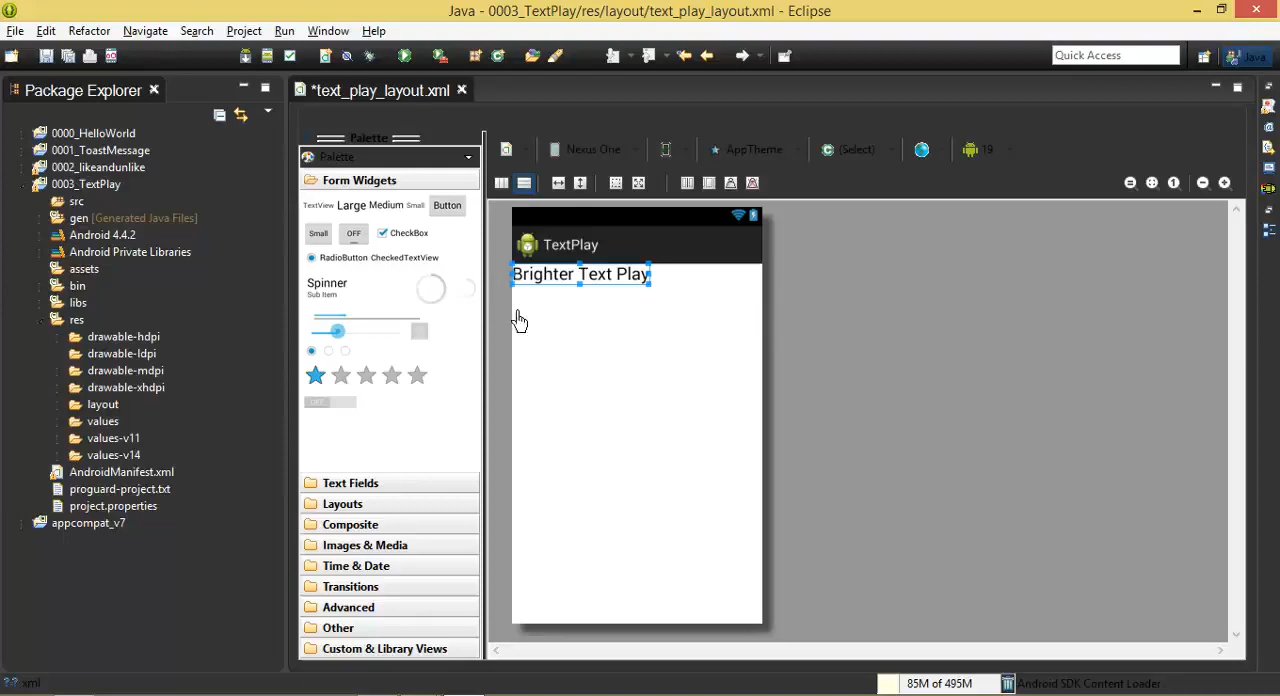 Java - 0003_TextPlay/res/layout/text_play_layout.xml - Eclipse
File Edit Refactor Navigate Search Project Run Window Help
Quick Access
Java
Package Explorer
*text_play_layout.xml
0000_HelloWorld
0001_ToastMessage
0002_likeandunlike
0003_TextPlay
src
gen [Generated Java Files]
Android 4.4.2
Android Private Libraries
assets
bin
libs
res
drawable-hdpi
drawable-ldpi
drawable-mdpi
drawable-xhdpi
layout
values
values-v11
values-v14
AndroidManifest.xml
proguard-project.txt
project.properties
appcompat_v7
Palette
Palette
Form Widgets
TextView Large Medium Small Button
Small OFF CheckBox
RadioButton CheckedTextView
Spinner
Sub Item
OFF
Text Fields
Layouts
Composite
Images & Media
Time & Date
Transitions
Advanced
Other
Custom & Library Views
Nexus One AppTheme (Select) 19
TextPlay
Brighter Text Play
xml
85M of 495M
Android SDK Content Loader